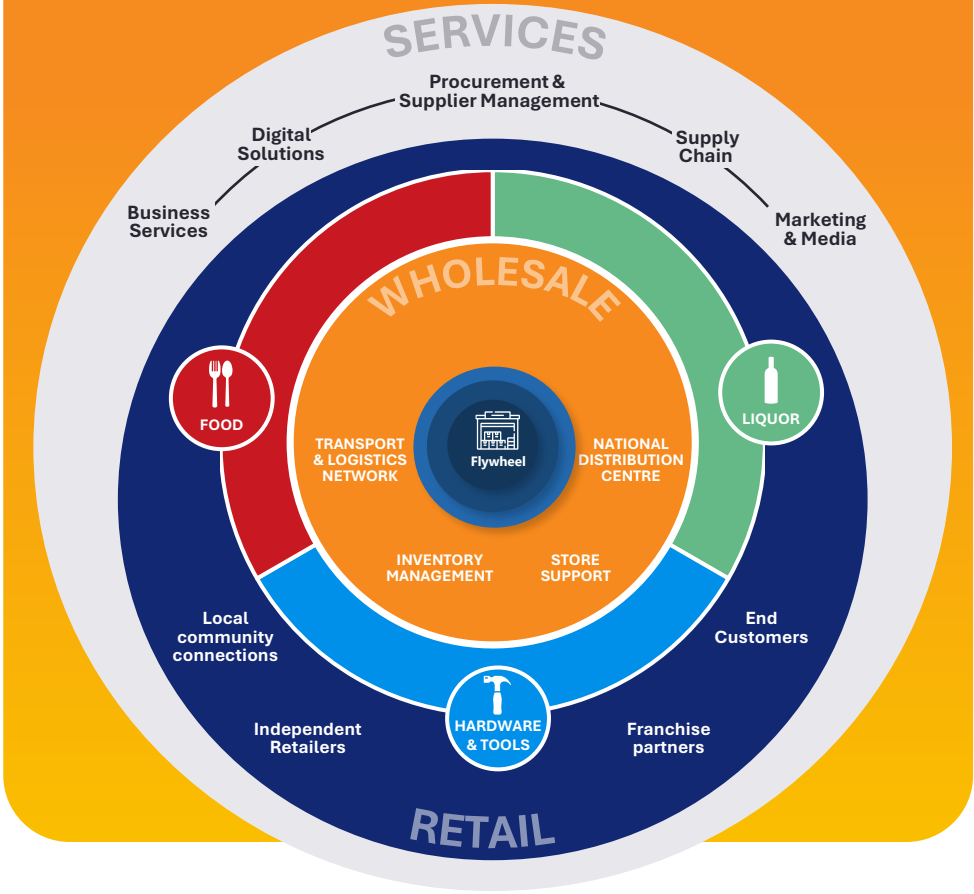 SERVICES
Procurement &
Supplier Management
Digital
Solutions
Supply
Chain
Business
Services
Marketing
& Media
WHOLESALE
FOOD
LIQUOR
Flywheel
TRANSPORT
& LOGISTICS
NETWORK
NATIONAL
DISTRIBUTION
CENTRE
INVENTORY
MANAGEMENT
STORE
SUPPORT
Local
community
connections
End
Customers
HARDWARE
& TOOLS
Independent
Retailers
Franchise
partners
RETAIL